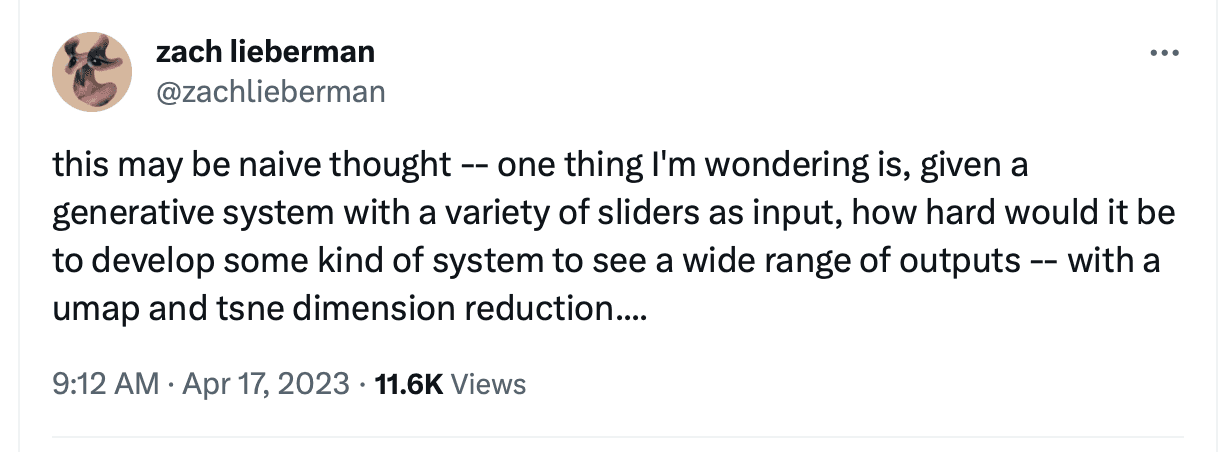 zach lieberman
@zachlieberman
this may be naive thought -- one thing I'm wondering is, given a
generative system with a variety of sliders as input, how hard would it be
to develop some kind of system to see a wide range of outputs -- with a
umap and tsne dimension reduction....
9:12 AM · Apr 17, 2023 · 11.6K Views